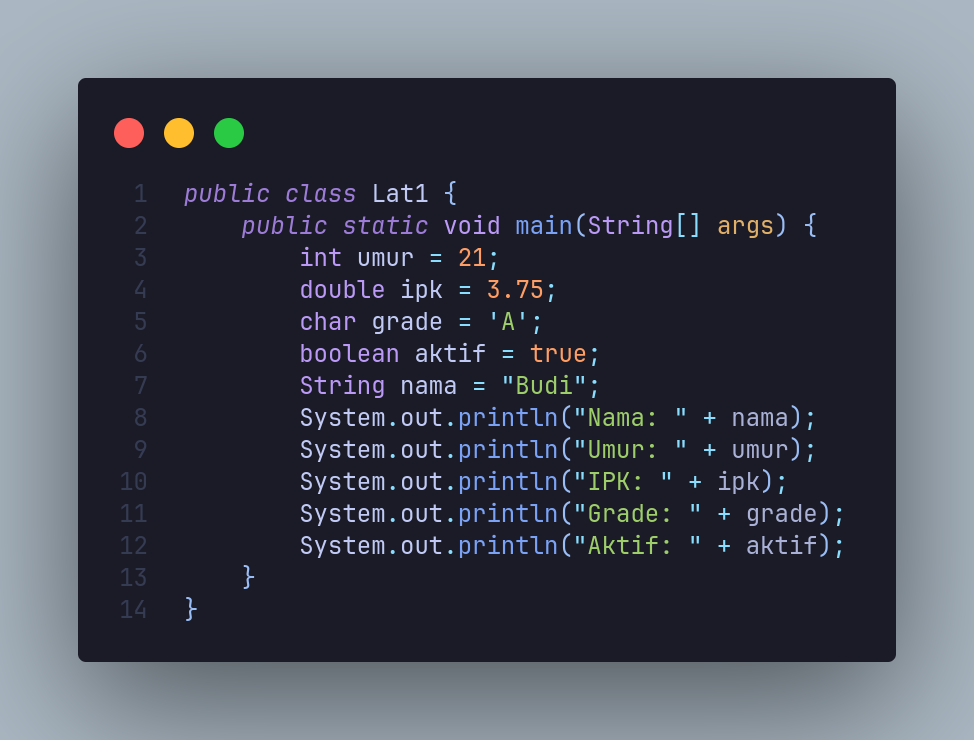 1 public class Lat1 {
2     public static void main(String[] args) {
3         int umur = 21;
4         double ipk = 3.75;
5         char grade = 'A';
6         boolean aktif = true;
7         String nama = "Budi";
8         System.out.println("Nama: " + nama);
9         System.out.println("Umur: " + umur);
10         System.out.println("IPK: " + ipk);
11         System.out.println("Grade: " + grade);
12         System.out.println("Aktif: " + aktif);
13     }
14 }